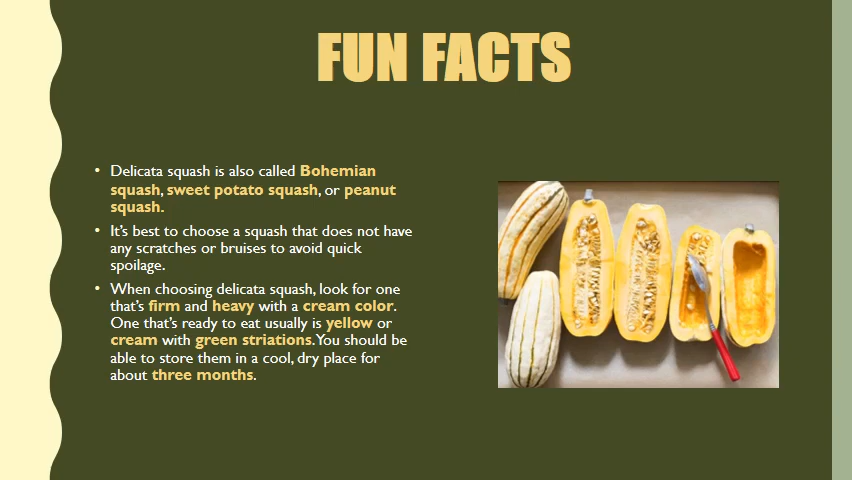 FUN FACTS
• Delicata squash is also called Bohemian
squash, sweet potato squash, or peanut
squash.
• It's best to choose a squash that does not have
any scratches or bruises to avoid quick
spoilage.
• When choosing delicata squash, look for one
that's firm and heavy with a cream color.
One that's ready to eat usually is yellow or
cream with green striations. You should be
able to store them in a cool, dry place for
about three months.